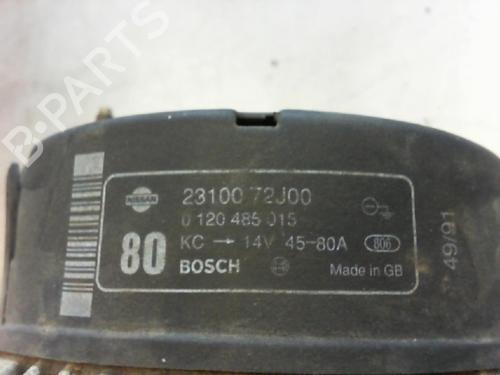 B-PARTS
NISSAN
23100 72J00
0 120 485 015
80
KC → 14V 45-80A
806
BOSCH
Made in GB
49/91